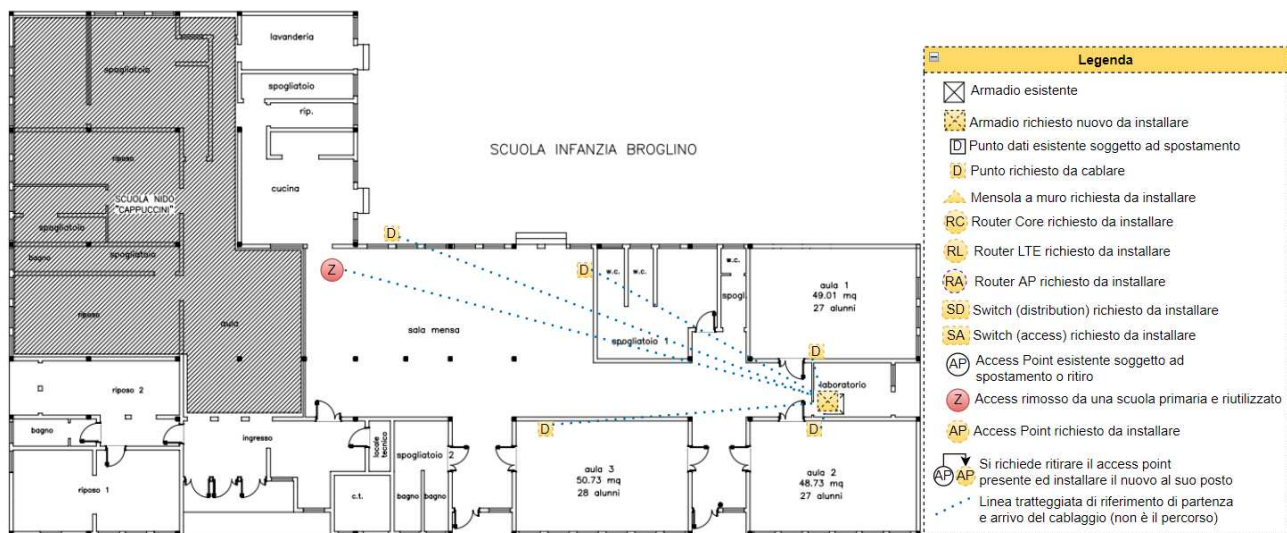 lavanderia
spogliatoio
spogliatoio
rip.
SCUOLA INFANZIA BROGLINO
riposo
cucina
SCUOLA NIDO
"CAPPUCCINI"
spogliatoio
D
bagno
spogliatoio
Z
D
w.c.
w.c.
w.c.
spogl.
aula 1
49.01 mq
27 alunni
riposo
aula
sala mensa
spogliatoio 1
D
riposo 2
laboratorio
bagno
ingresso
locale
tecnico
spogliatoio 2
D
D
aula 3
50.73 mq
28 alunni
aula 2
48.73 mq
27 alunni
riposo 1
c.t.
bagno
bagno
Legenda
Armadio esistente
Armadio richiesto nuovo da installare
D Punto dati esistente soggetto ad spostamento
D Punto richiesto da cablare
Mensola a muro richiesta da installare
RC Router Core richiesto da installare
RL Router LTE richiesto da installare
RA Router AP richiesto da installare
SD Switch (distribution) richiesto da installare
SA Switch (access) richiesto da installare
AP Access Point esistente soggetto ad
spostamento o ritiro
Z Access rimosso da una scuola primaria e riutilizzato
AP Access Point richiesto da installare
AP AP Si richiede ritirare il access point
presente ed installare il nuovo al suo posto
Linea tratteggiata di riferimento di partenza
e arrivo del cablaggio (non è il percorso)